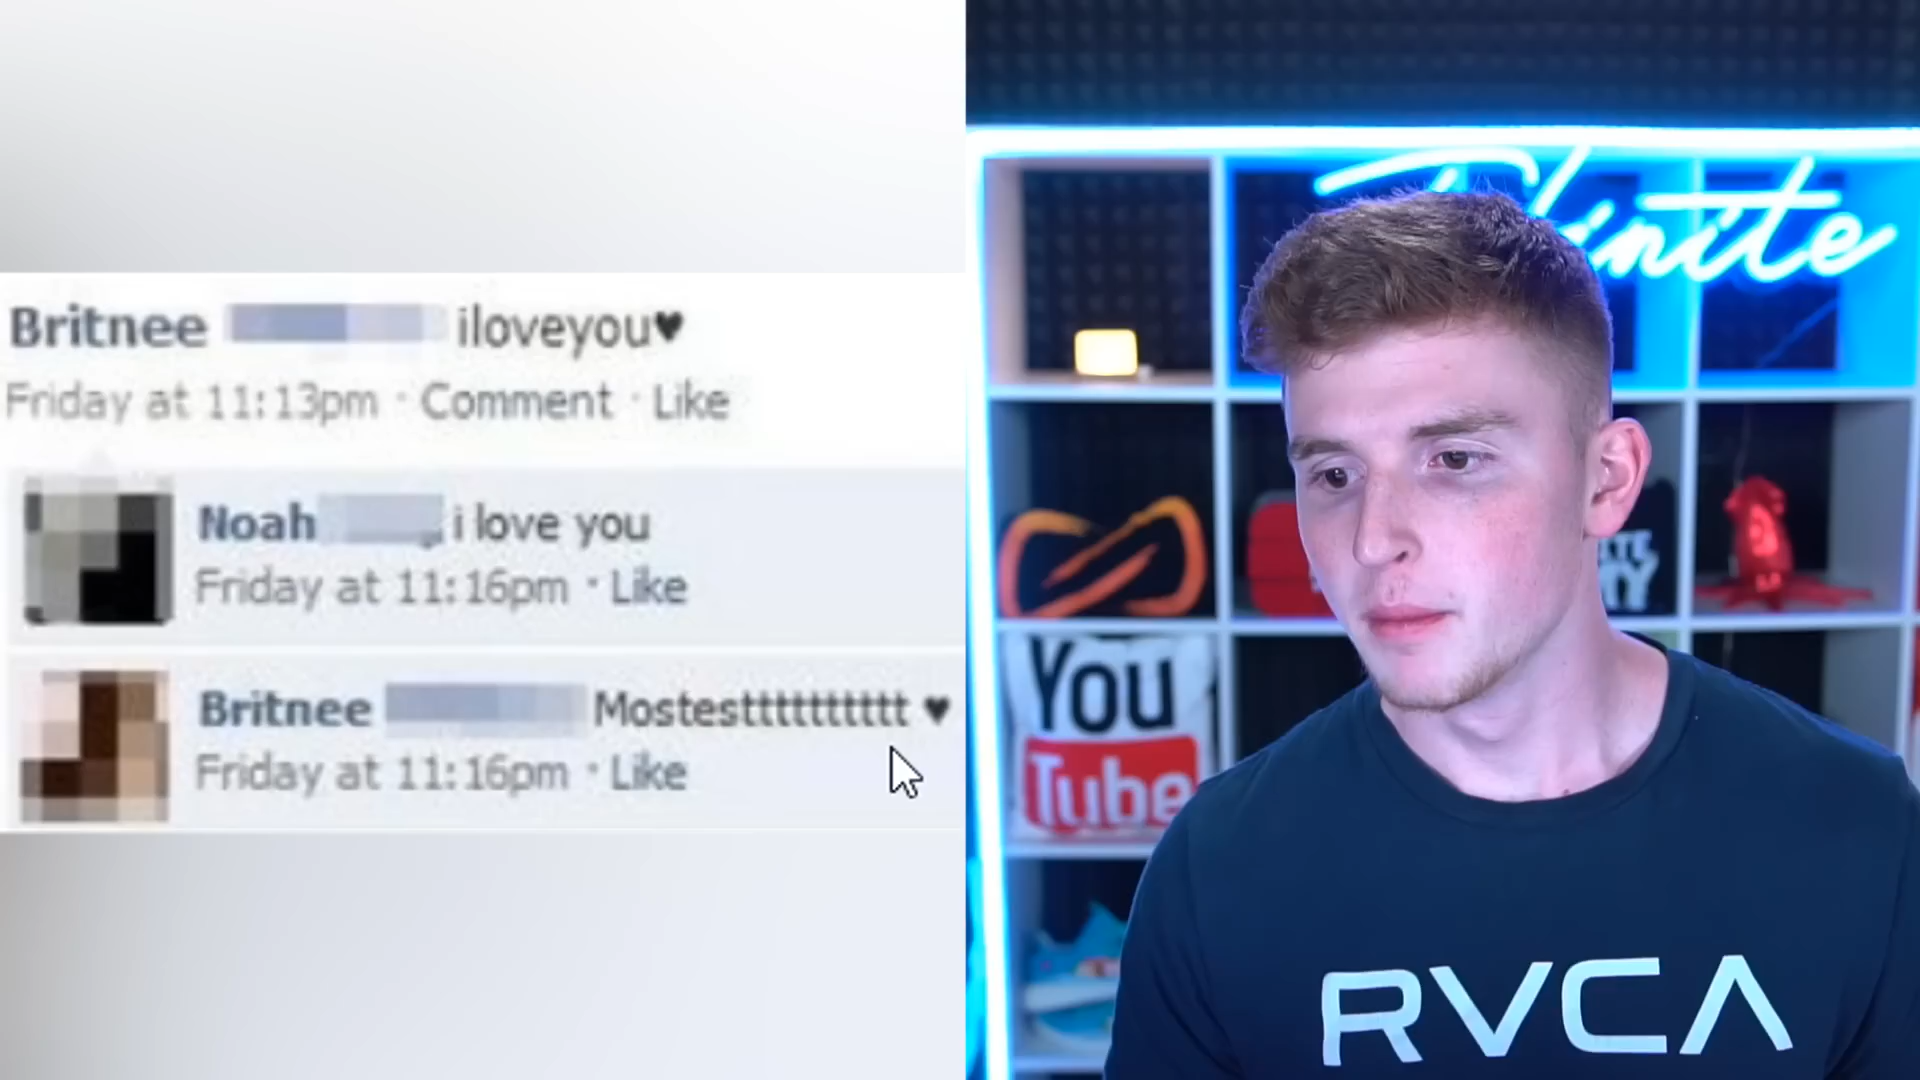 Britnee iloveyou♥
Friday at 11:13pm · Comment · Like
Noah i love you
Friday at 11:16pm · Like
Britnee Mostesttttttttttt ♥
Friday at 11:16pm · Like
You
Tube
RVCA